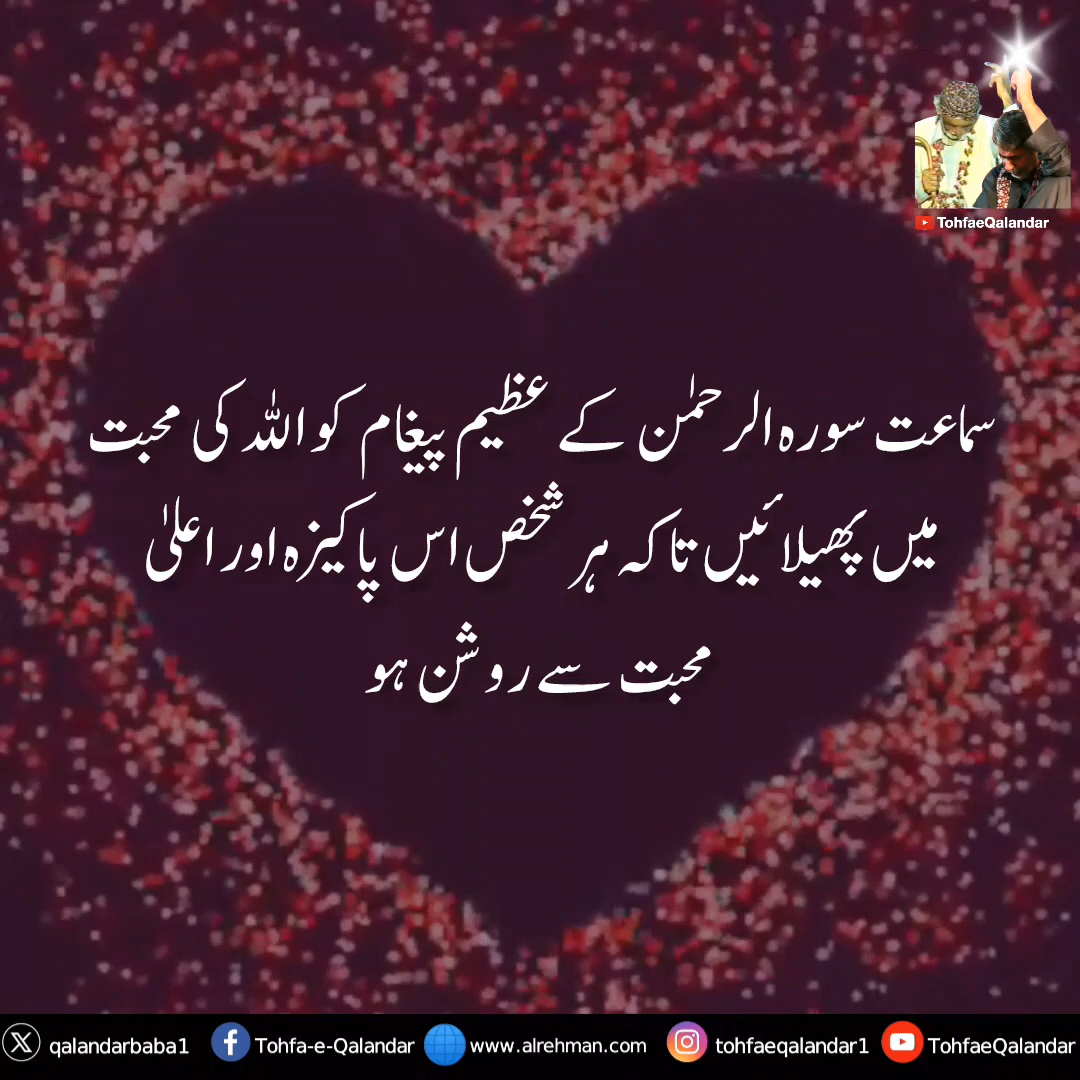 TohfaeQalandar
سماعت سورہ الرحمٰن کے عظیم پیغام کو اللہ کی محبت
میں پھیلائیں تاکہ ہر شخص اس پاکیزہ اور اعلیٰ
محبت سے روشن ہو
qalandarbaba1 Tohfa-e-Qalandar www.alrehman.com tohfaeqalandar1 TohfaeQalandar